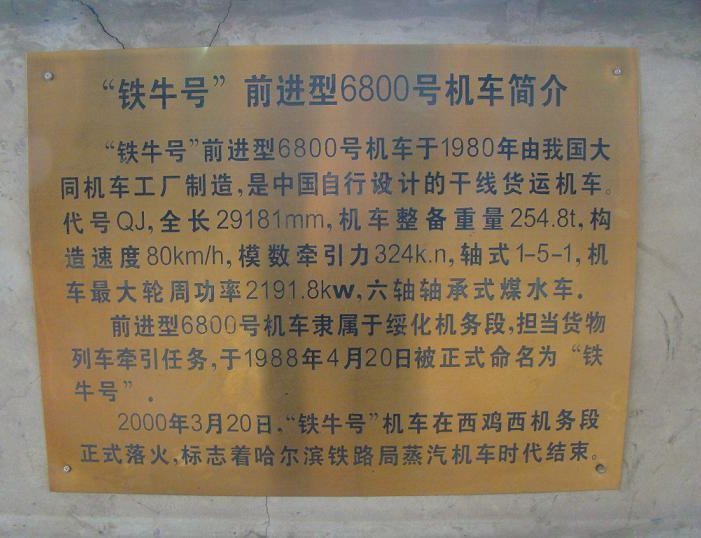 “铁牛号”前进型6800号机车简介
“铁牛号”前进型6800号机车于1980年由我国大
同机车工厂制造,是中国自行设计的干线货运机车。
代号QJ,全长29181mm,机车整备重量254.8t,构
造速度80km/h,模数牵引力324k.n,轴式1-5-1,机
车最大轮周功率2191.8kw,六轴轴承式煤水车.
前进型6800号机车隶属于绥化机务段,担当货物
列车牵引任务,于1988年4月20日被正式命名为“铁
牛号”.
2000年3月20日.“铁牛号”机车在西鸡西机务段
正式落火,标志着哈尔滨铁路局蒸汽机车时代结束。